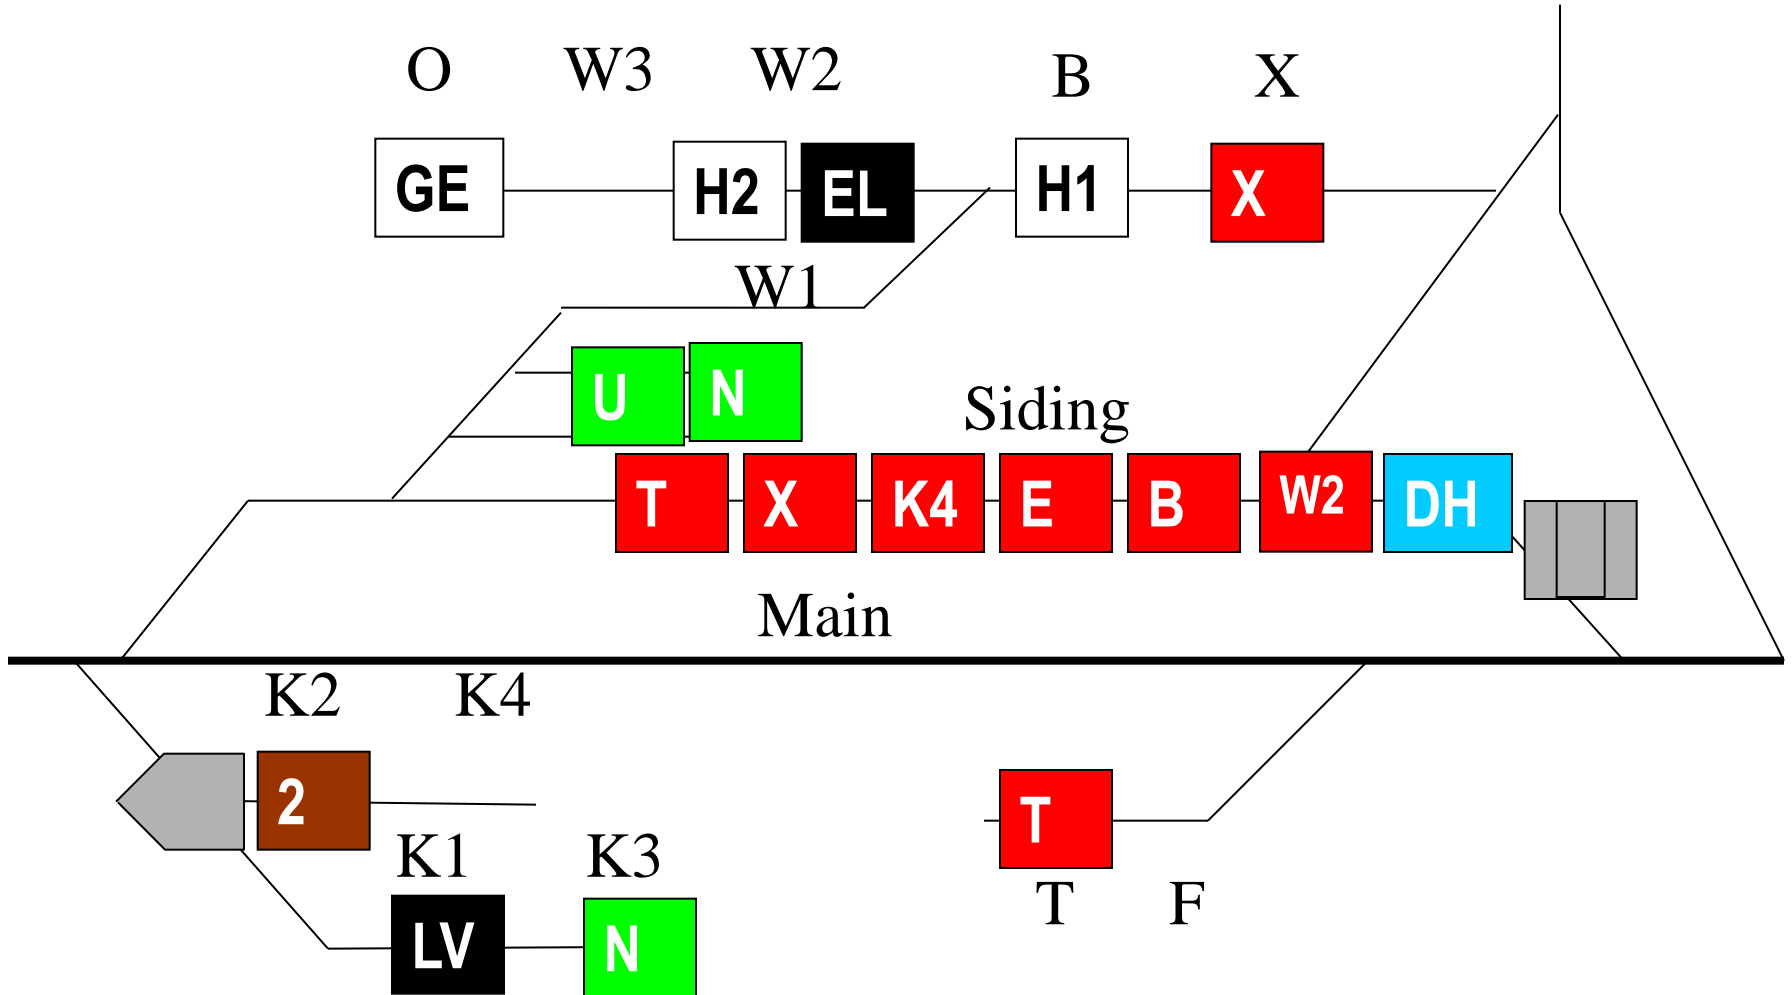 O W3 W2 B X
GE H2 EL H1 X
W1
U N
Siding
T X K4 E B W2 DH
Main
K2 K4
2
T
K1 K3
T F
LV N